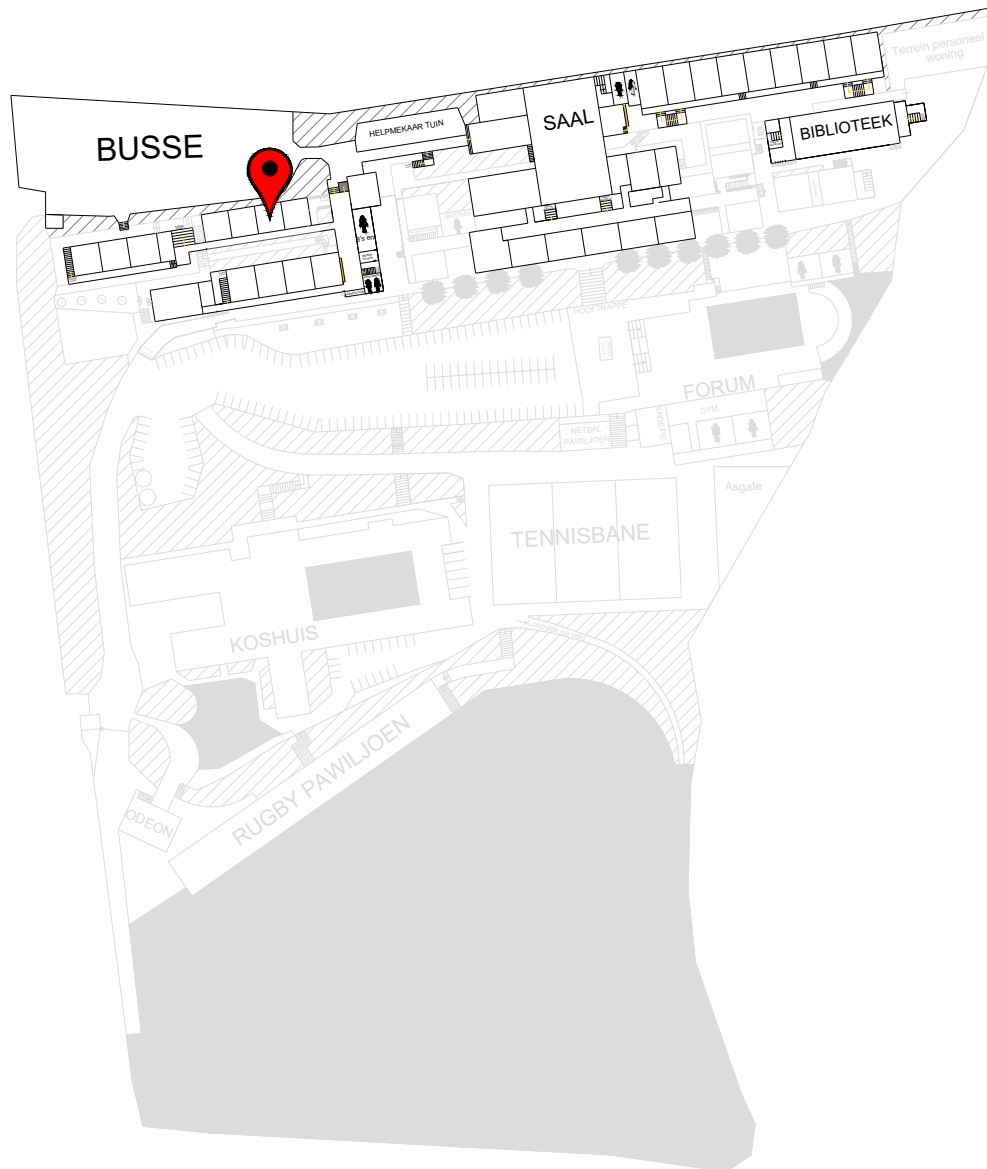 Terrein personeel
woning
BUSSE
HELPMEKAAR TUIN
SAAL
BIBLIOTEEK
HOOFTRAPPE
FORUM
GYM
NETBAL
PAWILJOEN
Asgate
TENNISBANE
KOSHUIS
RUGBY PAWILJOEN
ODEON